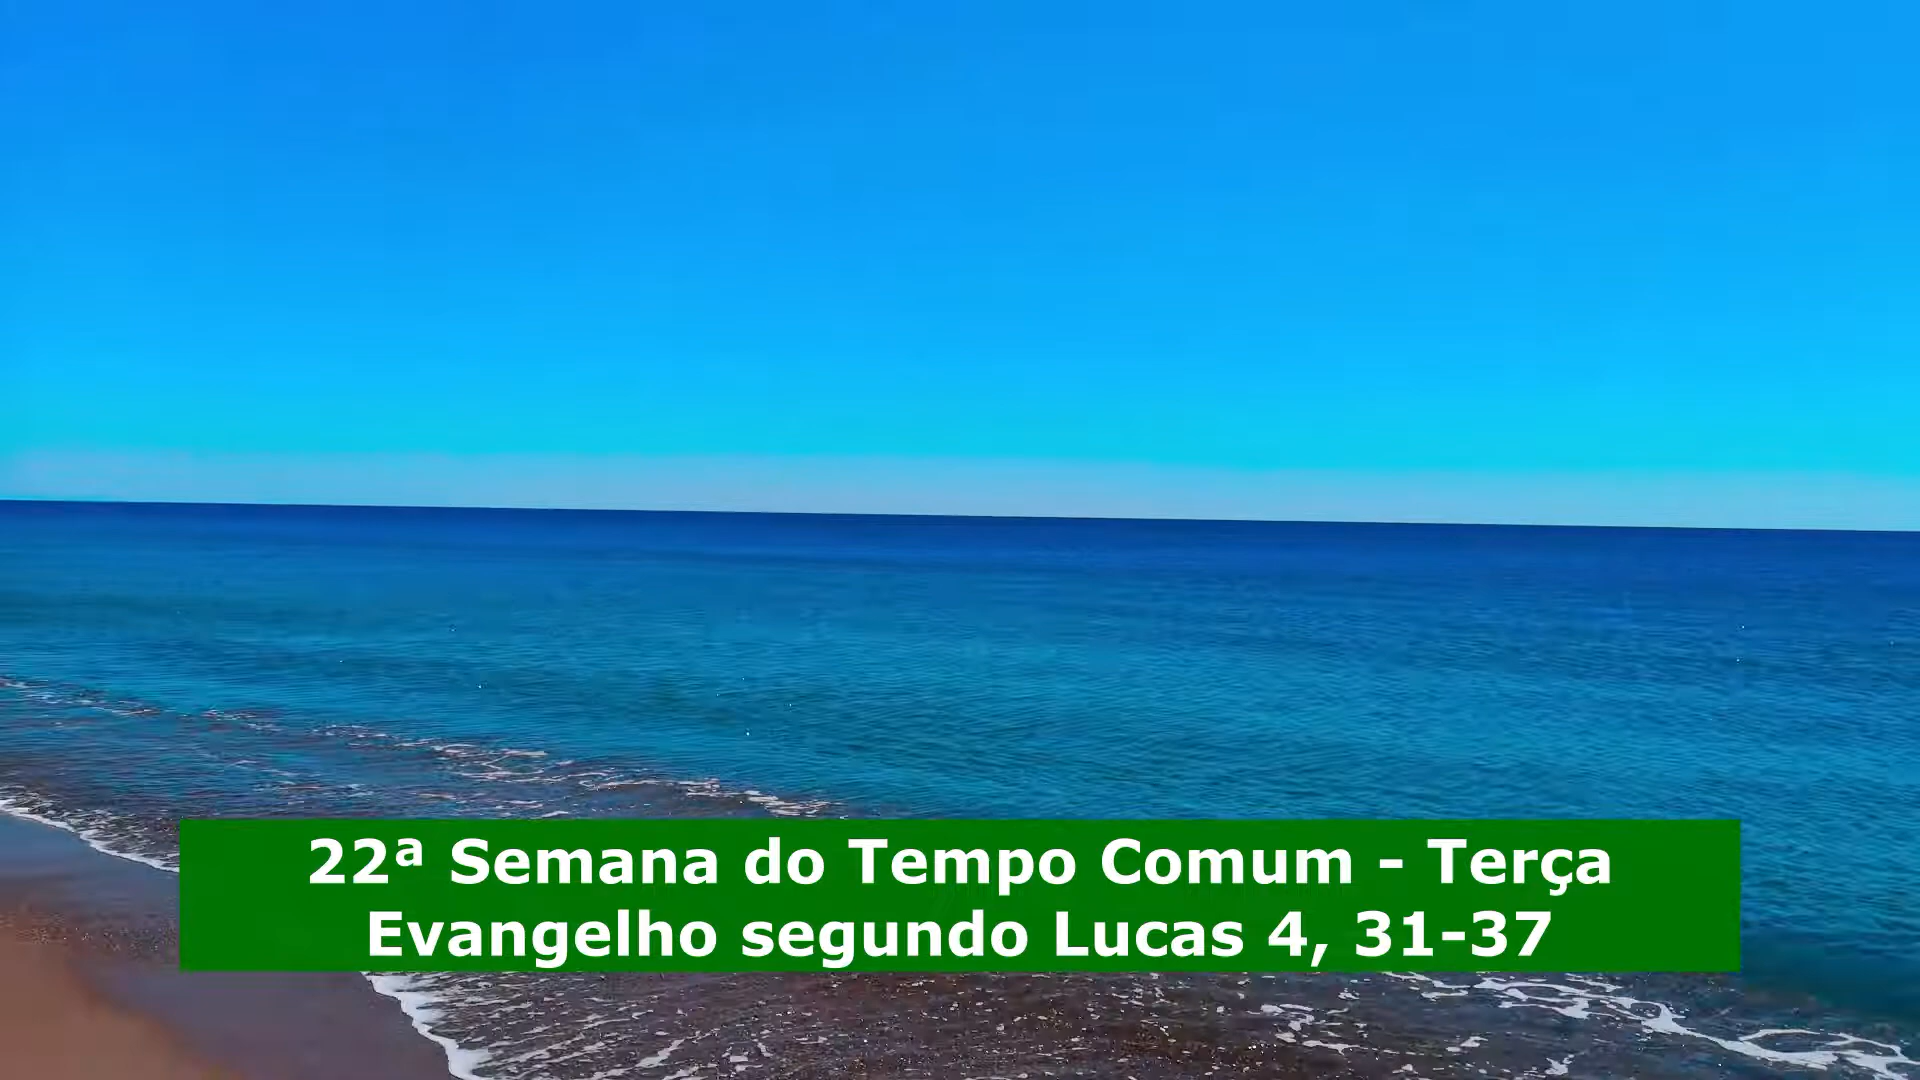 22ª Semana do Tempo Comum - Terça
Evangelho segundo Lucas 4, 31-37